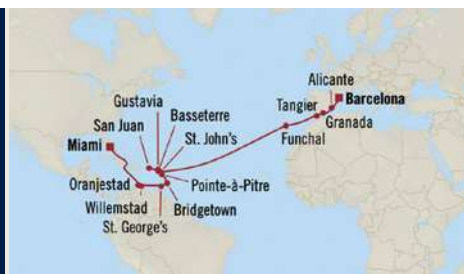 Alicante
Barcelona
Tangier
Granada
Funchal
Gustavia
Basseterre
San Juan
St. John's
Miami
Pointe-à-Pitre
Oranjestad
Willemstad
Bridgetown
St. George's